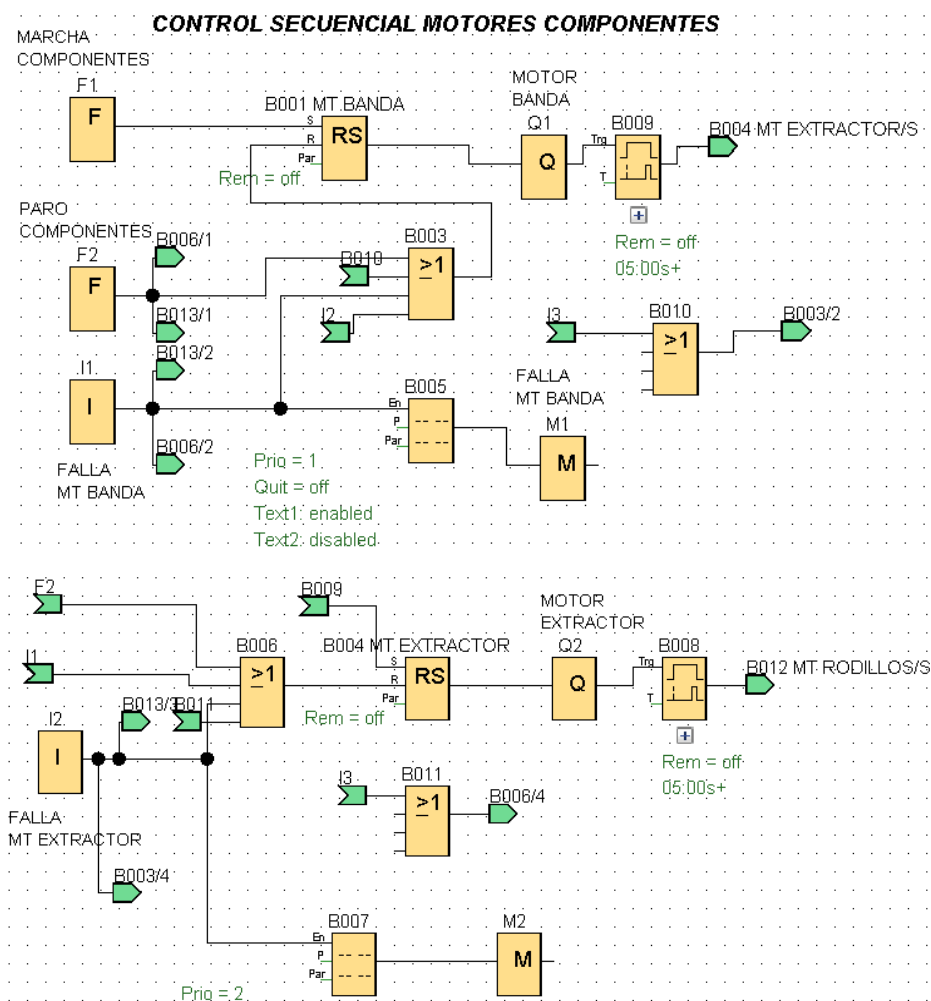 CONTROL SECUENCIAL MOTORES COMPONENTES
MARCHA
COMPONENTES
F1
F
B001 MT BANDA
S
R
Par
RS
Rem = off
MOTOR
BANDA
Q1
Q
B009
Trg
T
Rem = off
05:00s+
B004 MT EXTRACTOR/S
PARO
COMPONENTES
F2
F
B006/1
B013/1
B010
I2
B003
≥1
I3
B010
≥1
B003/2
B013/2
I1
I
B006/2
FALLA
MT BANDA
B005
En
P
Par
Prio = 1
Quit = off
Text1: enabled
Text2: disabled
FALLA
MT BANDA
M1
M
F2
I1
B006
≥1
B009
B004 MT EXTRACTOR
S
R
Par
RS
Rem = off
MOTOR
EXTRACTOR
Q2
Q
B008
Trg
T
Rem = off
05:00s+
B012 MT RODILLOS/S
B013/3
B011
I2
I
FALLA
MT EXTRACTOR
B003/4
I3
B011
≥1
B006/4
B007
En
P
Par
Prio = 2
M2
M